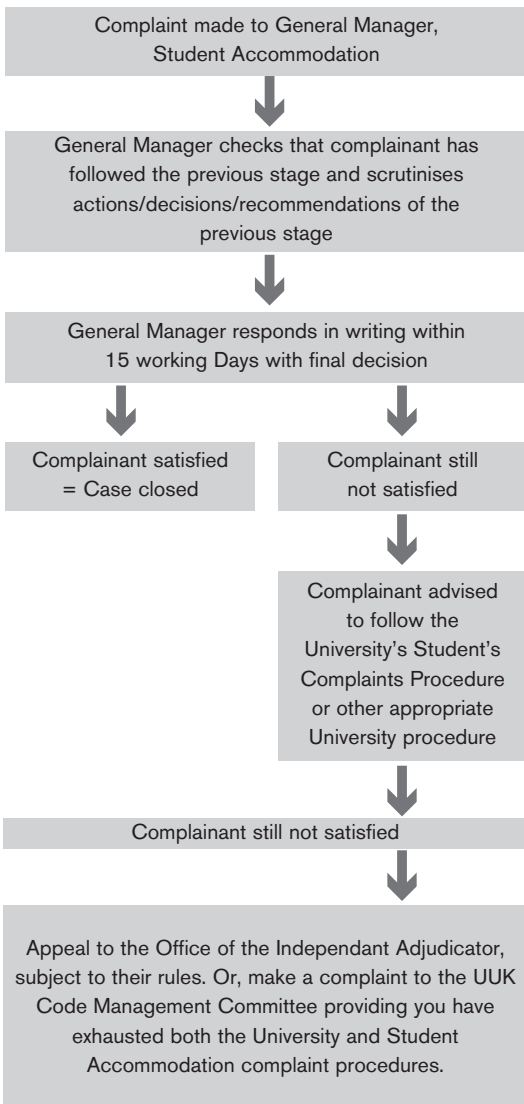 Complaint made to General Manager,
Student Accommodation
General Manager checks that complainant has
followed the previous stage and scrutinises
actions/decisions/recommendations of the
previous stage
General Manager responds in writing within
15 working Days with final decision
Complainant satisfied
= Case closed
Complainant still
not satisfied
Complainant advised
to follow the
University's Student's
Complaints Procedure
or other appropriate
University procedure
Complainant still not satisfied
Appeal to the Office of the Independant Adjudicator,
subject to their rules. Or, make a complaint to the UUK
Code Management Committee providing you have
exhausted both the University and Student
Accommodation complaint procedures.